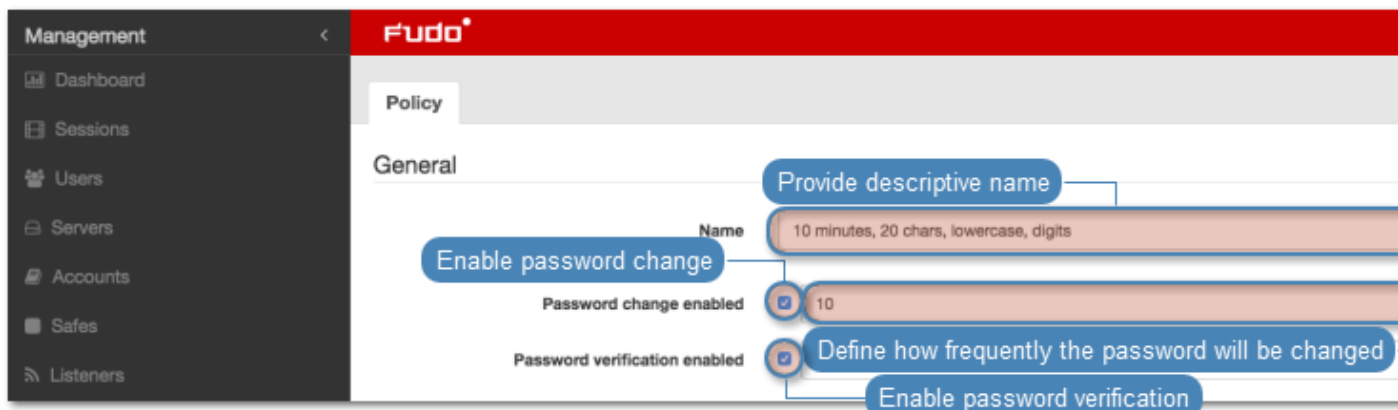 Management
Fudo
Dashboard
Policy
Sessions
General
Users
Provide descriptive name
Servers
Name
10 minutes, 20 chars, lowercase, digits
Enable password change
Accounts
Password change enabled
10
Safes
Define how frequently the password will be changed
Password verification enabled
Listeners
Enable password verification